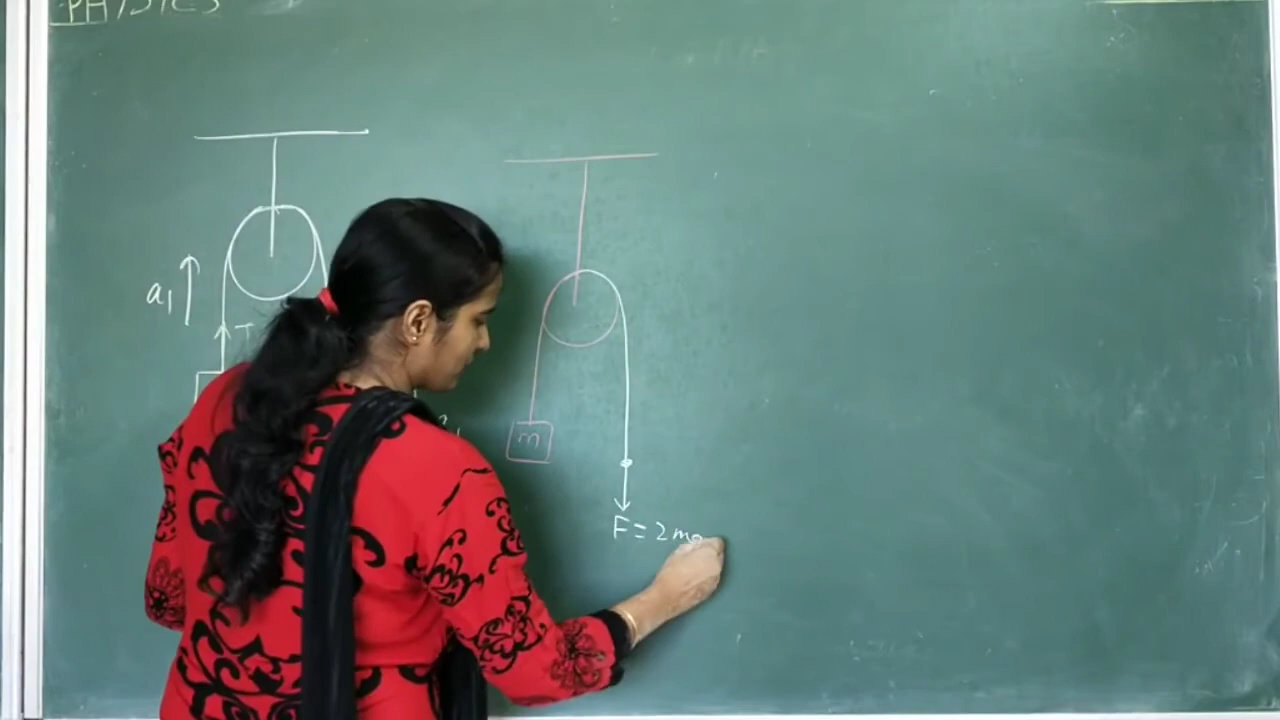 PHYSICS
a₁
T
m
F = 2mg